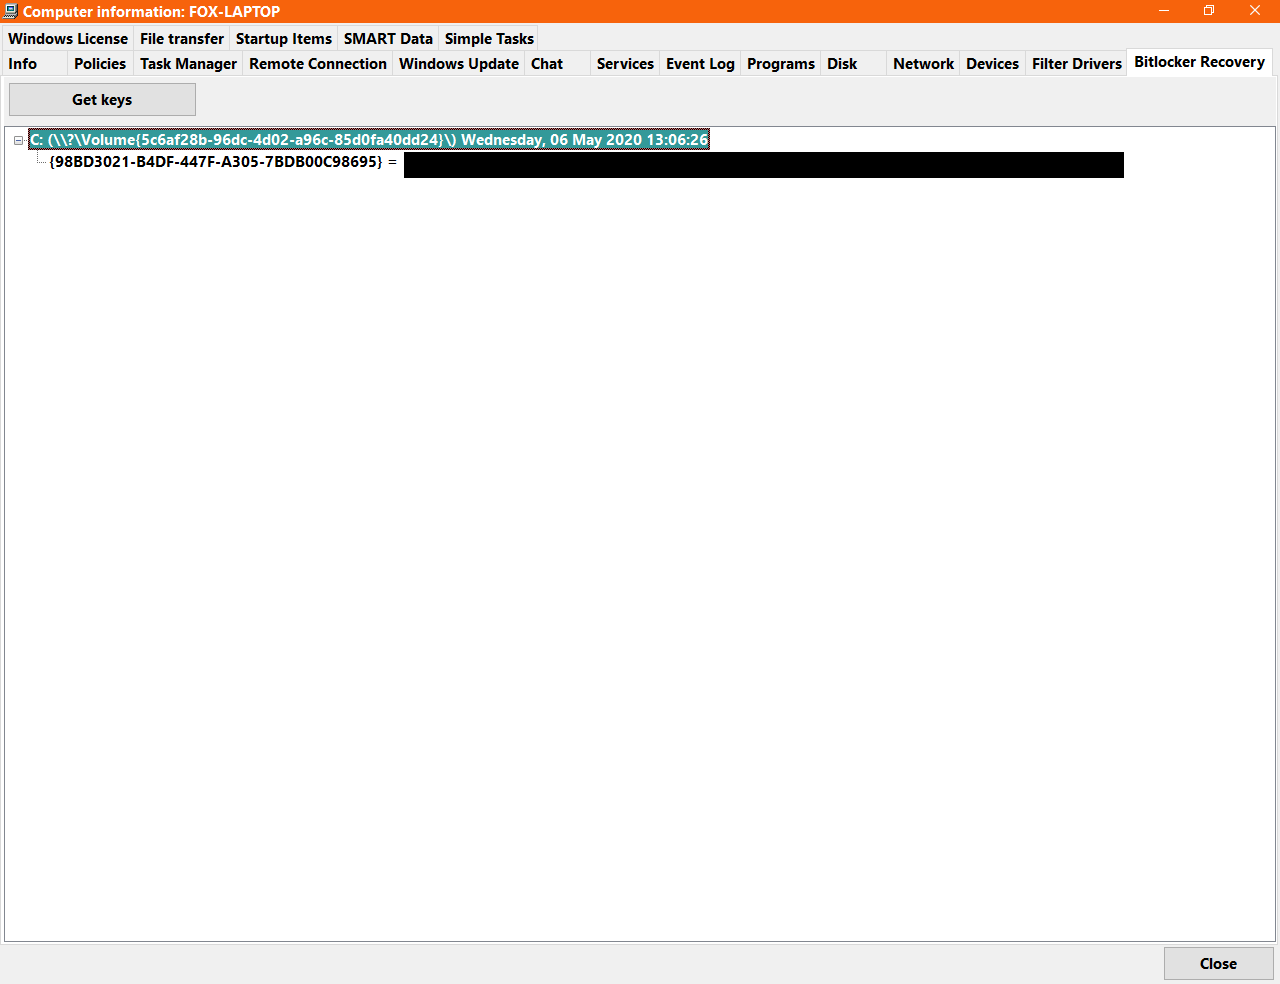 Computer information: FOX-LAPTOP
Windows License File transfer Startup Items SMART Data Simple Tasks
Info Policies Task Manager Remote Connection Windows Update Chat Services Event Log Programs Disk Network Devices Filter Drivers Bitlocker Recovery
Get keys
C: (\\?\Volume{5c6af28b-96dc-4d02-a96c-85d0fa40dd24}\) Wednesday, 06 May 2020 13:06:26
{98BD3021-B4DF-447F-A305-7BDB00C98695} =
Close